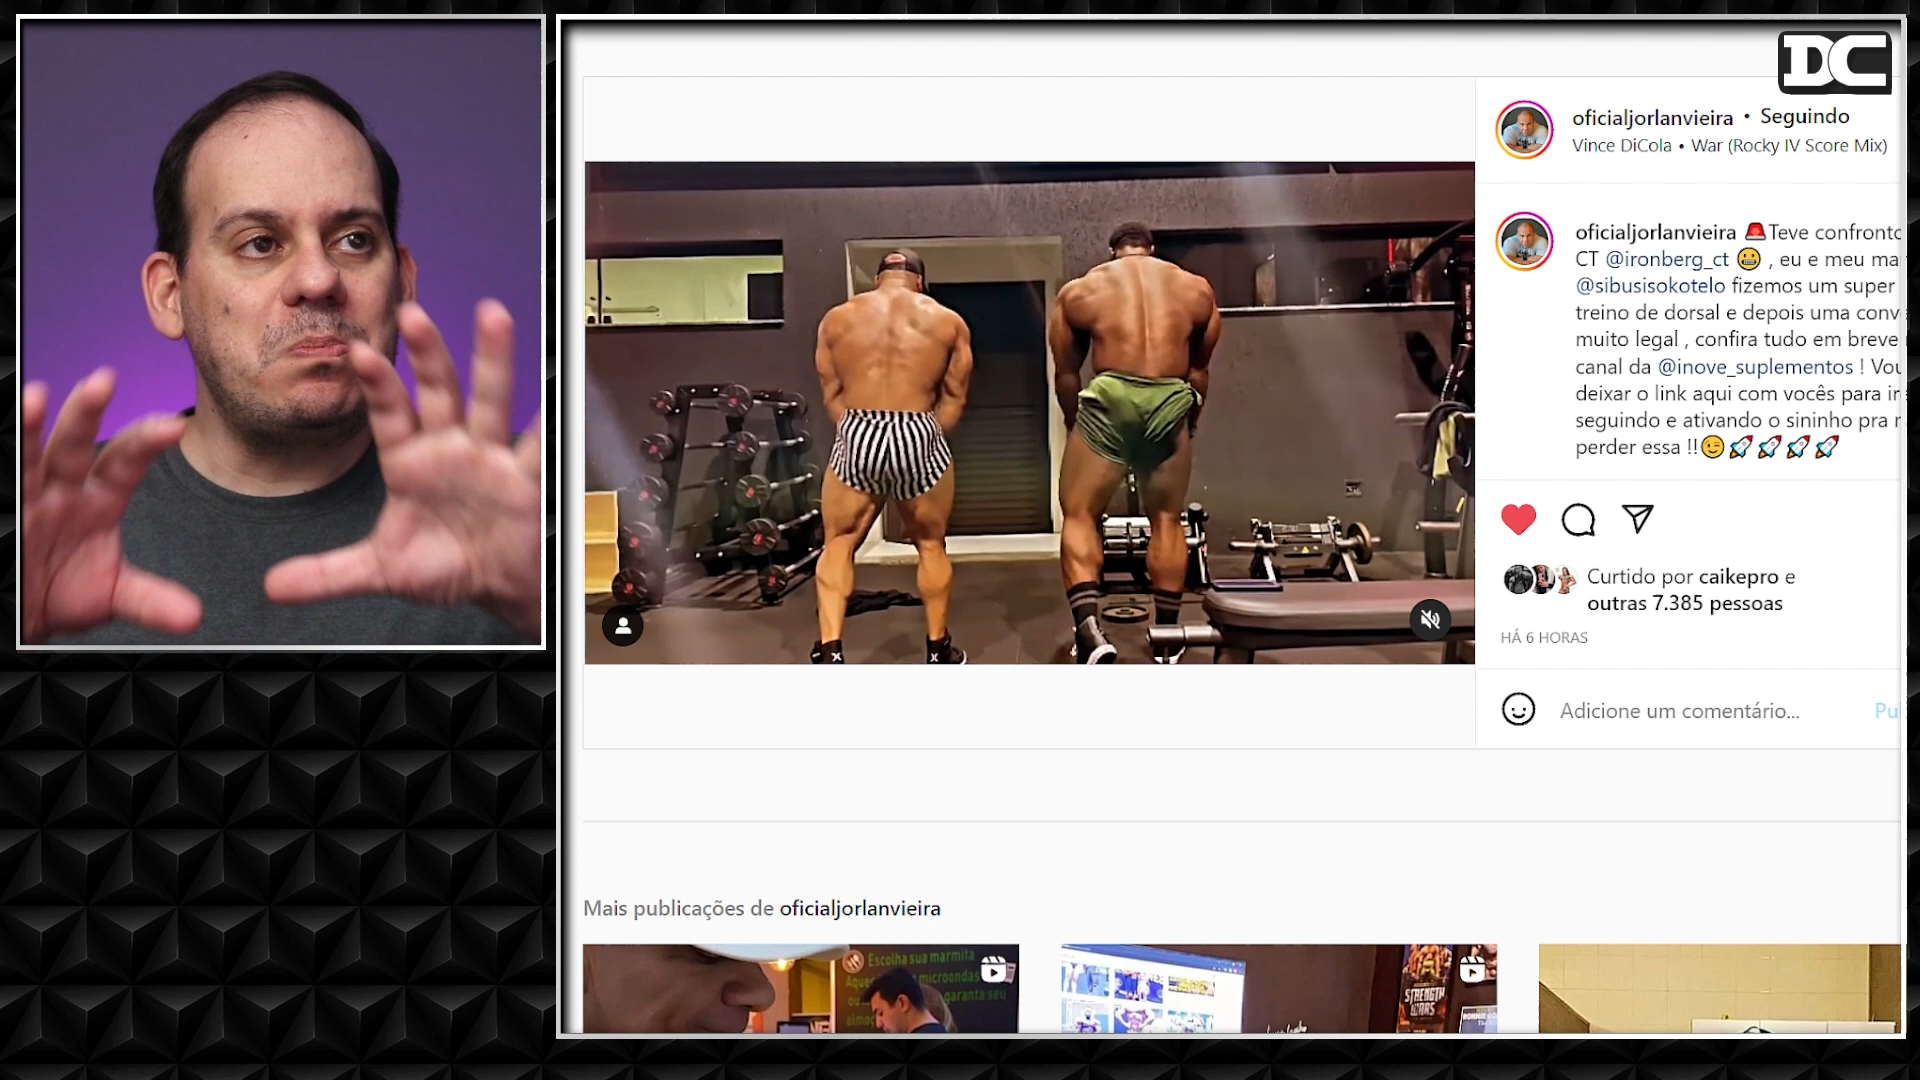 DC
oficialjorlanvieira • Seguindo
Vince DiCola • War (Rocky IV Score Mix)
oficialjorlanvieira 🚨Teve confronto
CT @ironberg_ct 😬 , eu e meu ma
@sibusisokotelo fizemos um super
treino de dorsal e depois uma conv
muito legal , confira tudo em breve
canal da @inove_suplementos ! Vou
deixar o link aqui com vocês para ir
seguindo e ativando o sininho pra
perder essa !!😉🚀🚀🚀🚀
Curtido por caikepro e
outras 7.385 pessoas
HÁ 6 HORAS
Adicione um comentário...
Pu
Mais publicações de oficialjorlanvieira
Escolha sua marmita
microondas
garanta seu
STRENGTH
WARS